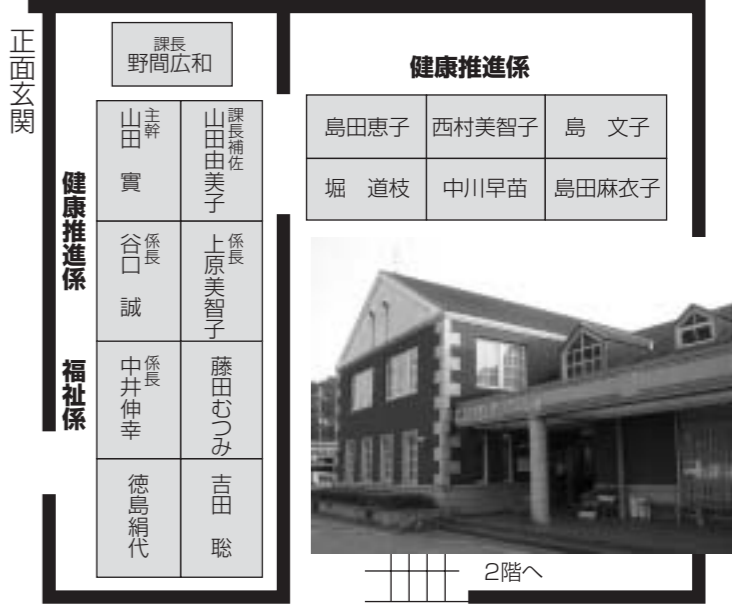 正面玄関
課長
野間広和
健康推進係
島田恵子
西村美智子
島　文子
堀　道枝
中川早苗
島田麻衣子
健康推進係
主幹
山田　實
課長補佐
山田由美子
係長
谷口　誠
係長
上原美智子
福祉係
係長
中井伸幸
藤田むつみ
徳島絹代
吉田　聡
2階へ